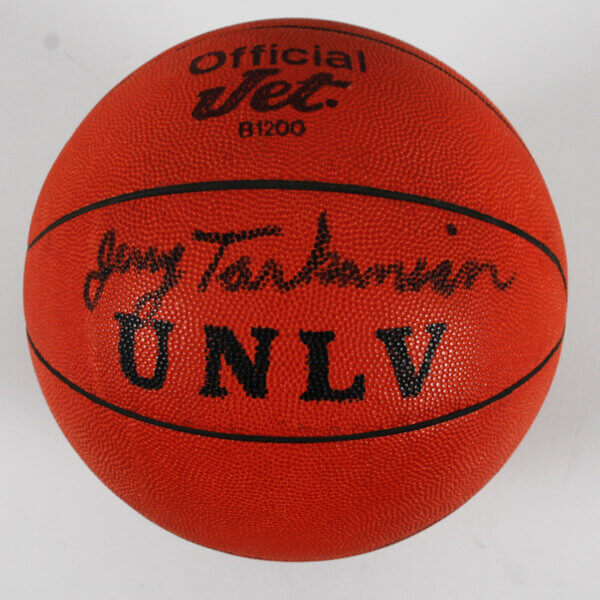 Official
Jet.
B1200
Jerry Tarkanian
UNLV